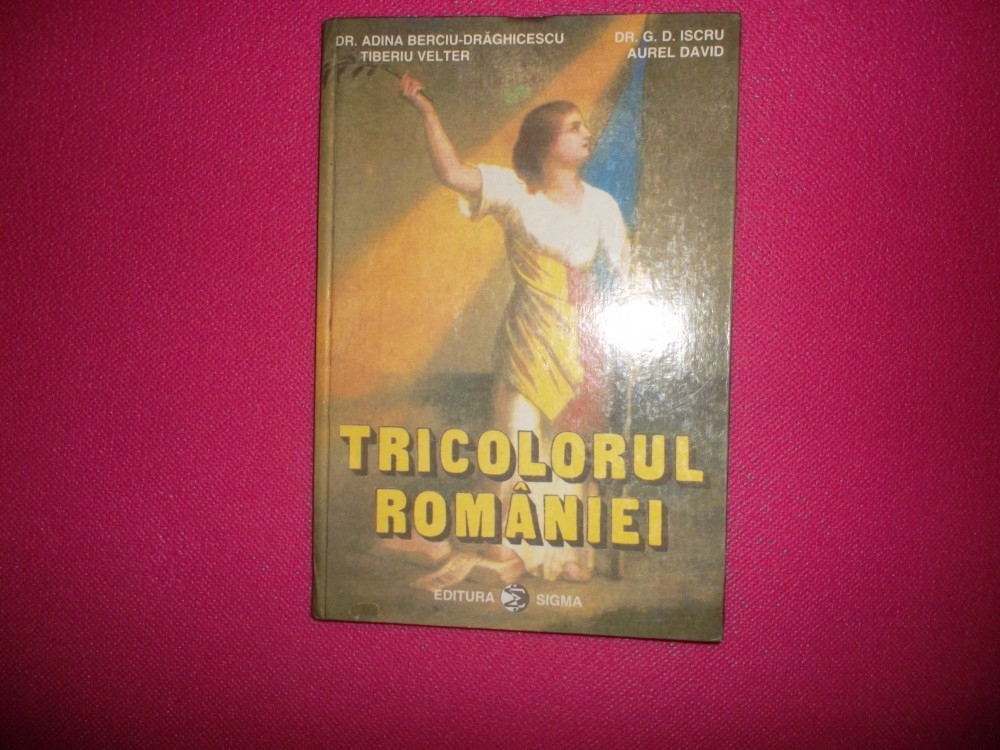 DR. ADINA BERCIU-DRĂGHICESCU
TIBERIU VELTER
DR. G. D. ISCRU
AUREL DAVID
TRICOLORUL
ROMÂNIEI
EDITURA Σ SIGMA